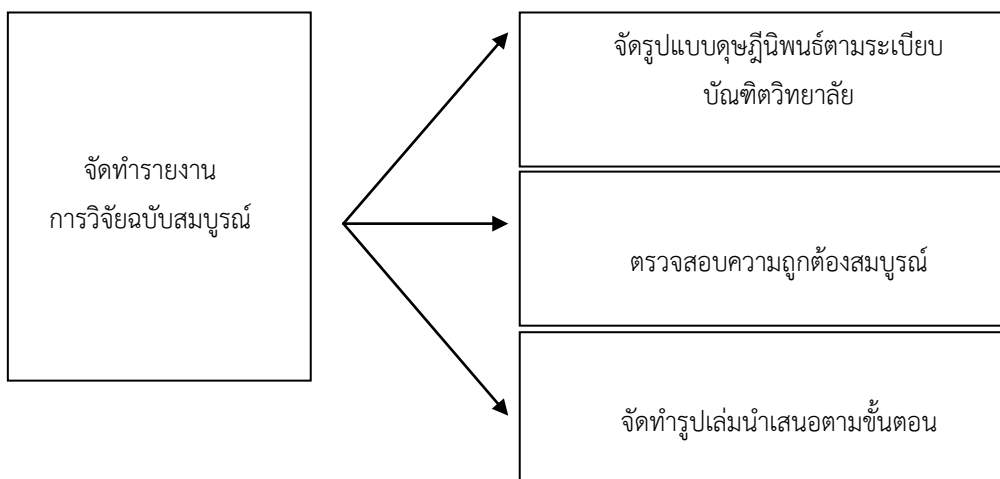 จัดทำรายงาน
การวิจัยฉบับสมบูรณ์
จัดรูปแบบดุษฎีนิพนธ์ตามระเบียบ
บัณฑิตวิทยาลัย
ตรวจสอบความถูกต้องสมบูรณ์
จัดทำรูปเล่มนำเสนอตามขั้นตอน